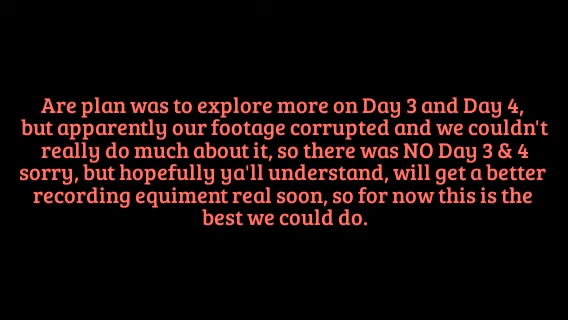 Are plan was to explore more on Day 3 and Day 4,
but apparently our footage corrupted and we couldn't
really do much about it, so there was NO Day 3 & 4
sorry, but hopefully ya'll understand, will get a better
recording equiment real soon, so for now this is the
best we could do.